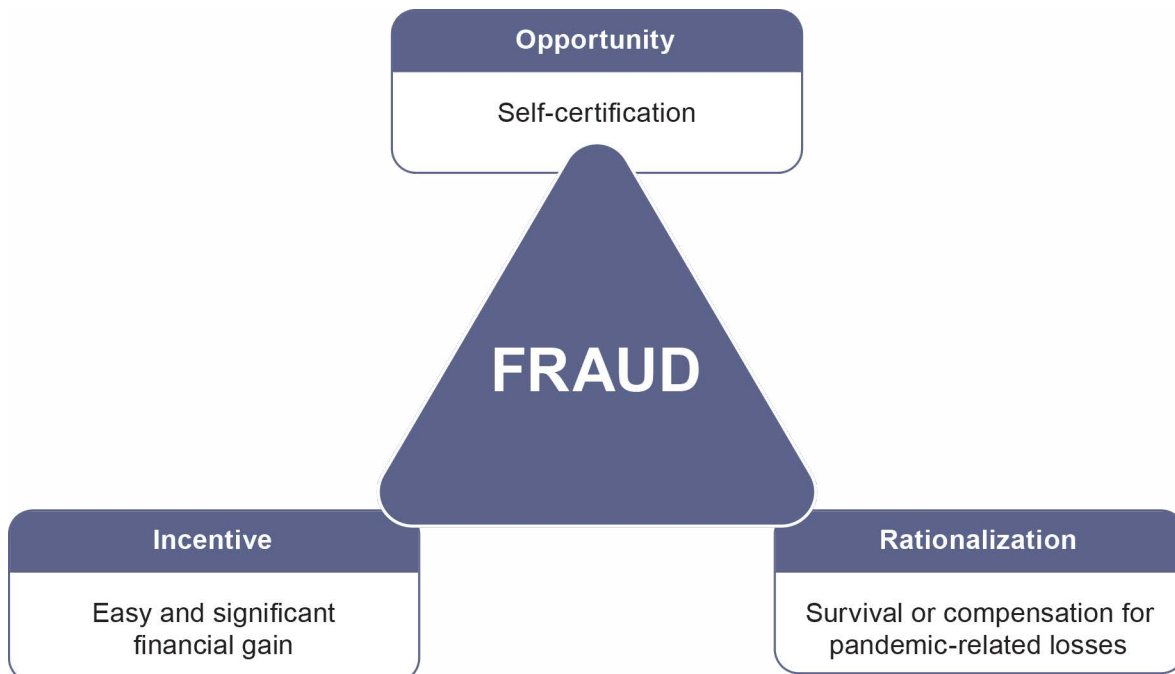 Opportunity
Self-certification
FRAUD
Incentive
Easy and significant
financial gain
Rationalization
Survival or compensation for
pandemic-related losses